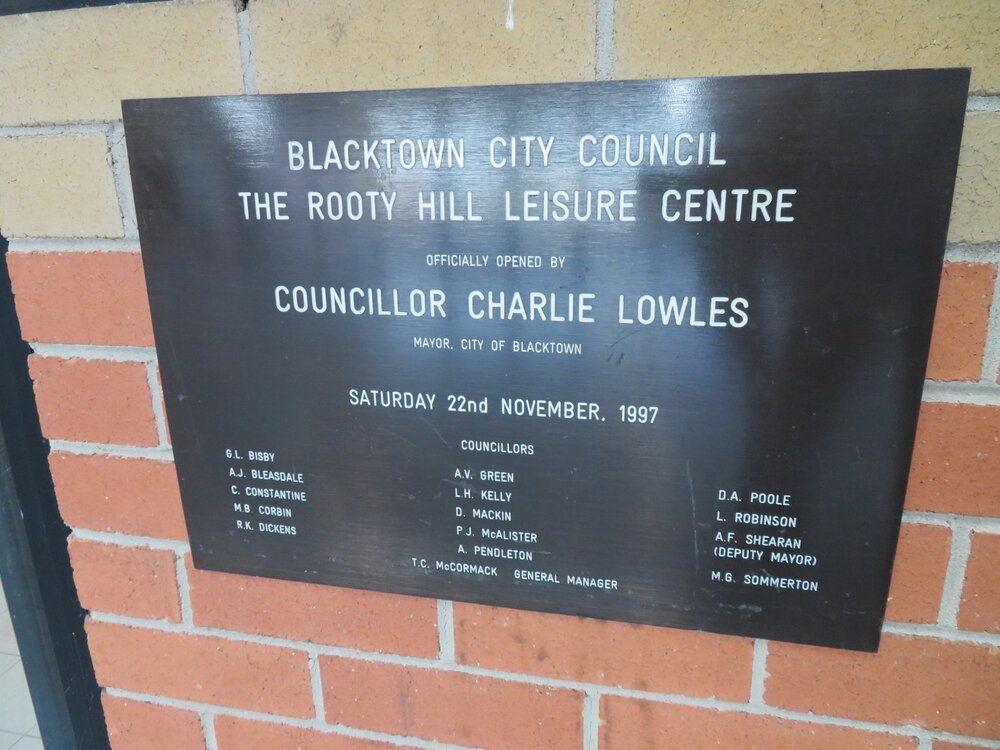 BLACKTOWN CITY COUNCIL
THE ROOTY HILL LEISURE CENTRE
OFFICIALLY OPENED BY
COUNCILLOR CHARLIE LOWLES
MAYOR, CITY OF BLACKTOWN
SATURDAY 22nd NOVEMBER, 1997
COUNCILLORS
G.L. BISBY
A.J. BLEASDALE
C. CONSTANTINE
M.B. CORBIN
R.K. DICKENS
A.V. GREEN
L.H. KELLY
D. MACKIN
P.J. McALISTER
A. PENDLETON
D.A. POOLE
L. ROBINSON
A.F. SHEARAN
(DEPUTY MAYOR)
M.G. SOMMERTON
T.C. McCORMACK GENERAL MANAGER